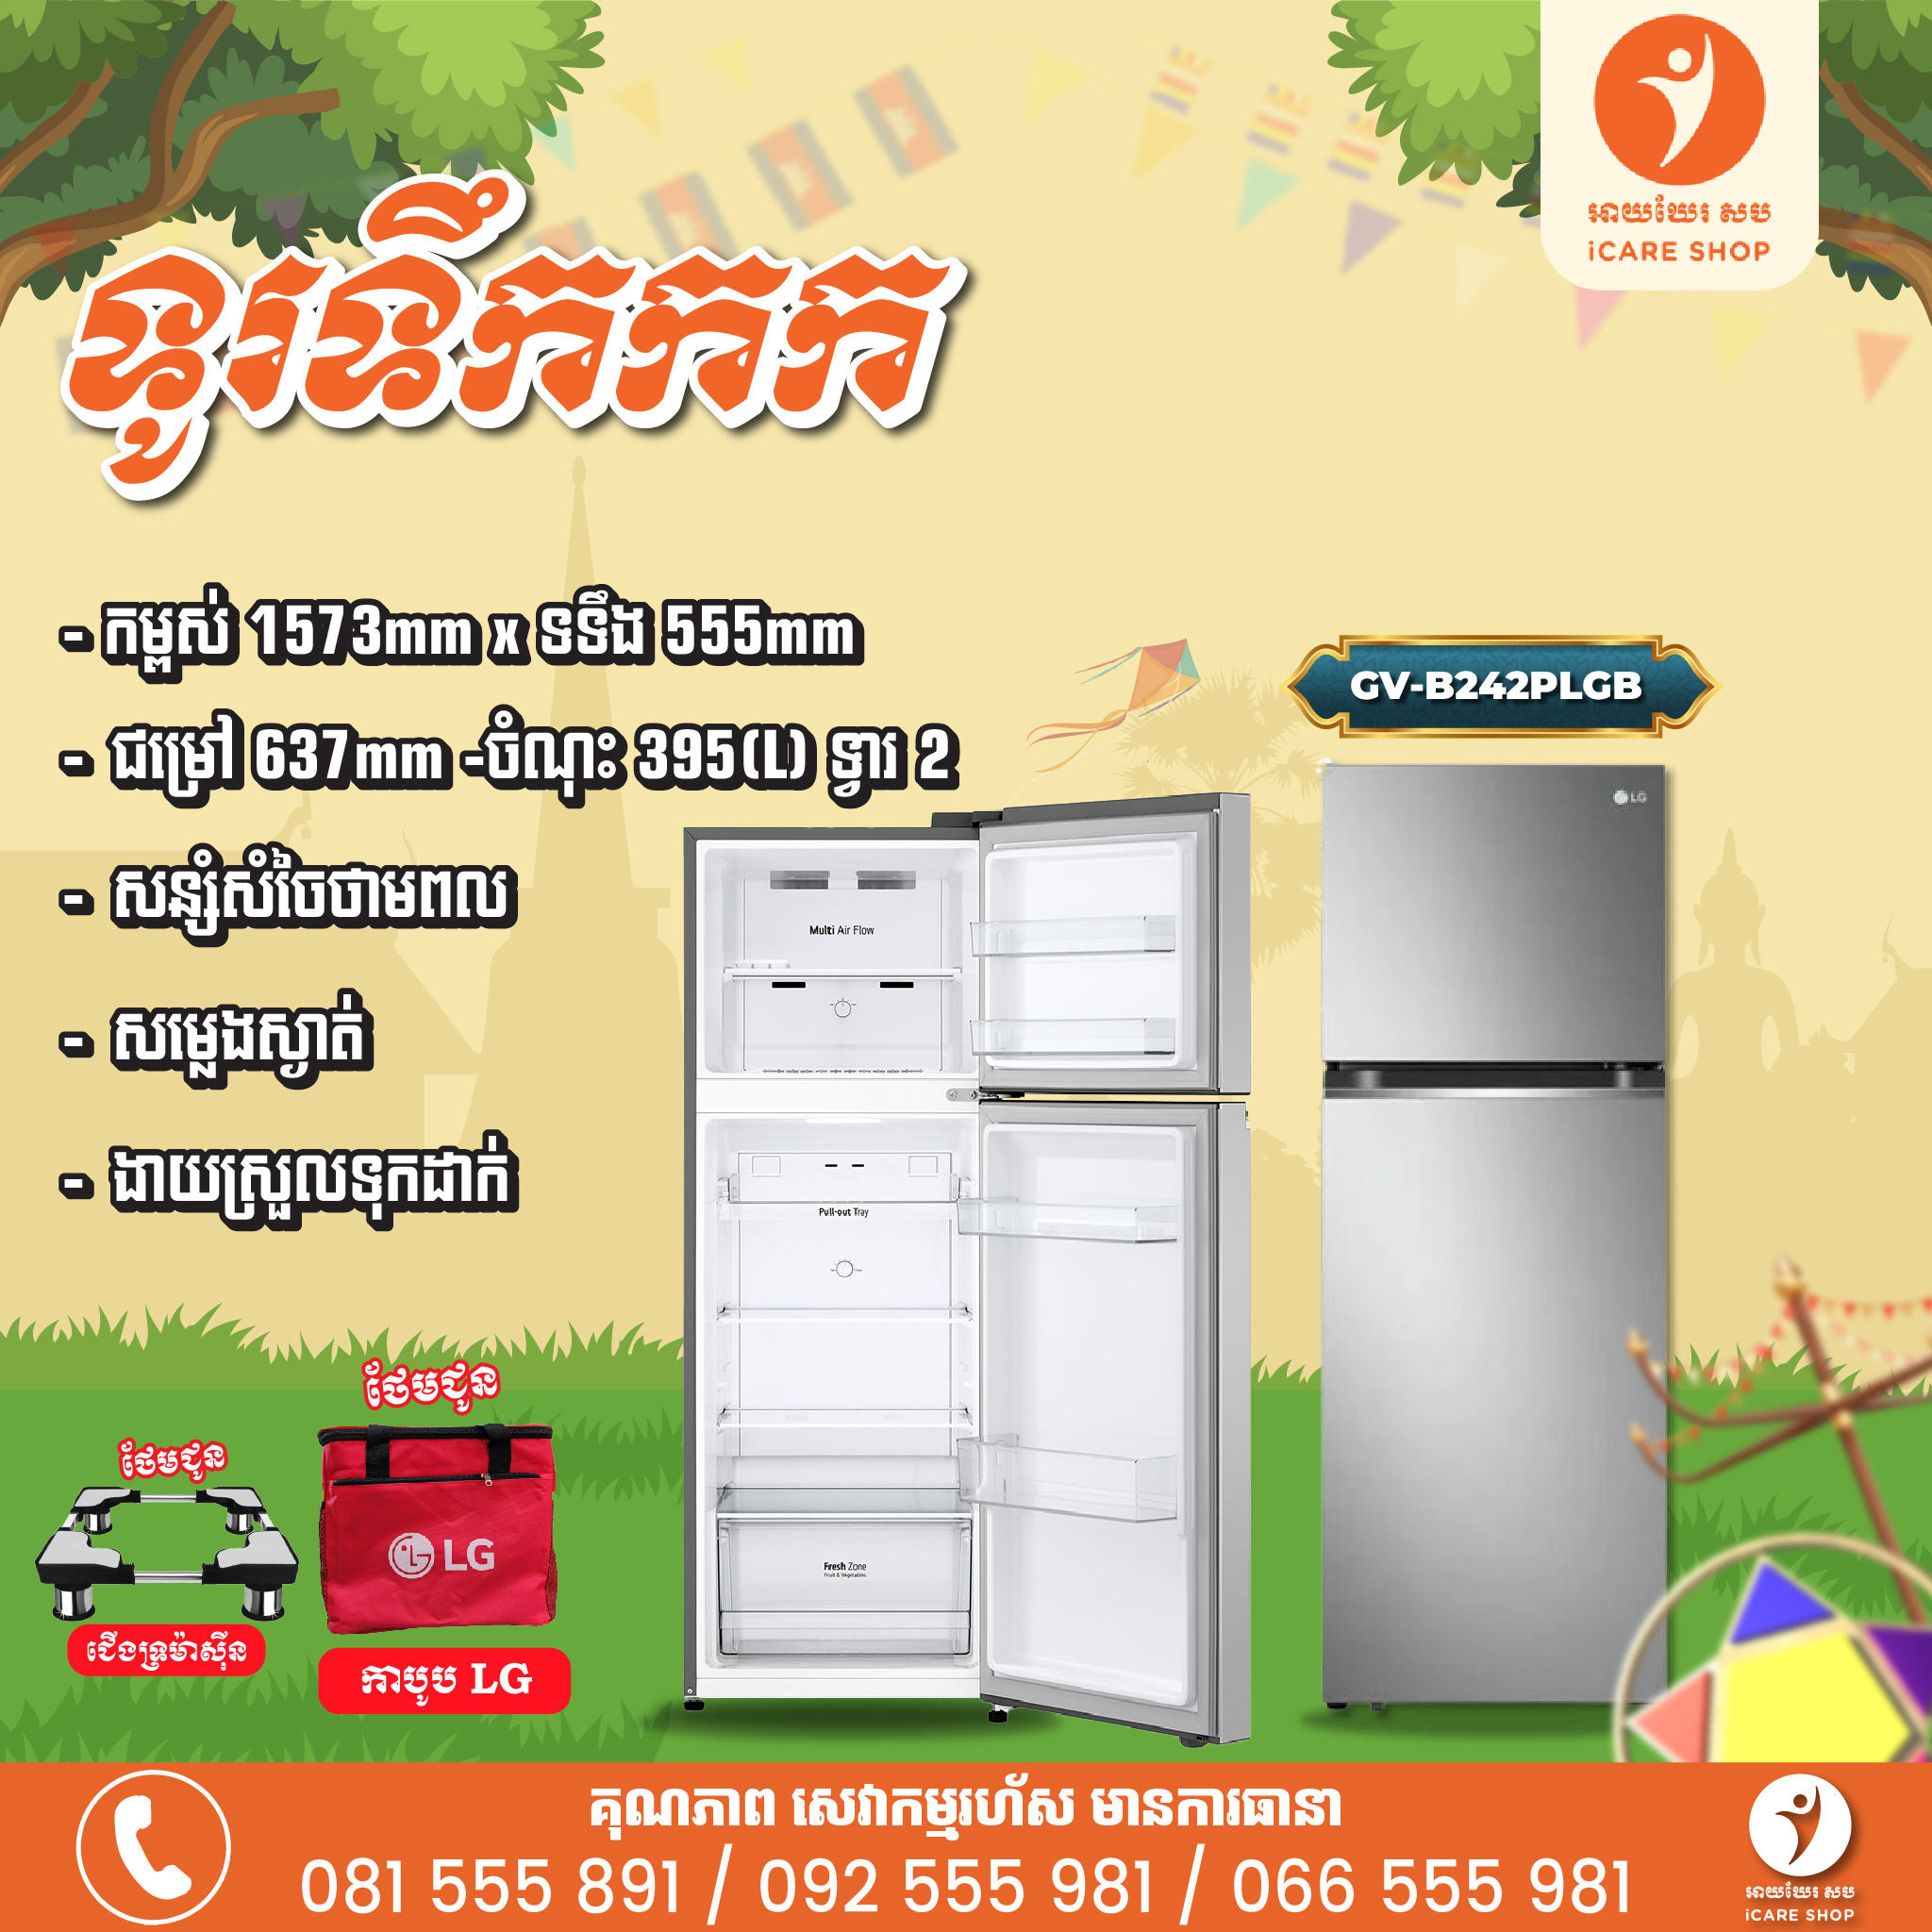 អាយឃែរ សប
iCARE SHOP
ទូរទឹកកក
- កម្ពស់ 1573mm x ទទឹង 555mm
- ជម្រៅ 637mm -ចំណុះ 395(L) ទ្វារ 2
- សន្សំសំចៃថាមពល
- សម្លេងស្ងាត់
- ងាយស្រួលទុកដាក់
GV-B242PLGB
LG
Multi Air Flow
Pull-out Tray
Fresh Zone
Fruit & Vegetables
ថែមជូន
ថែមជូន
LG
ជើងទ្រម៉ាស៊ីន
កាបូប LG
គុណភាព សេវាកម្មរហ័ស មានការធានា
081 555 891 / 092 555 981 / 066 555 981
អាយឃែរ សប
iCARE SHOP